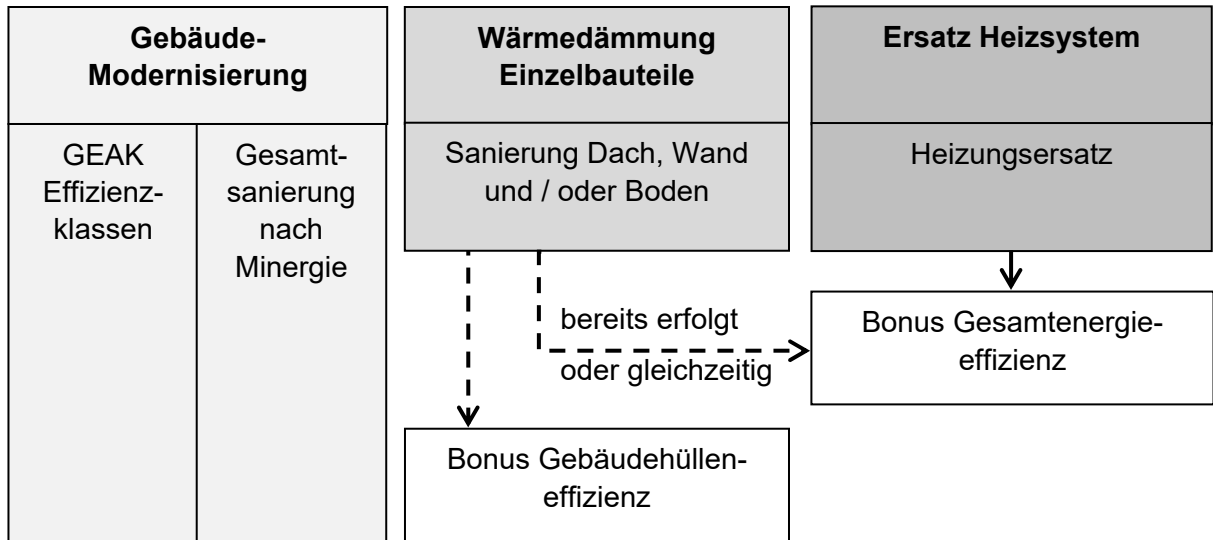 Gebäude-
Modernisierung
GEAK
Effizienz-
klassen
Gesamt-
sanierung
nach
Minergie
Wärmedämmung
Einzelbauteile
Sanierung Dach, Wand
und / oder Boden
bereits erfolgt
oder gleichzeitig
Bonus Gebäudehüllen-
effizienz
Ersatz Heizsystem
Heizungsersatz
Bonus Gesamtenergie-
effizienz